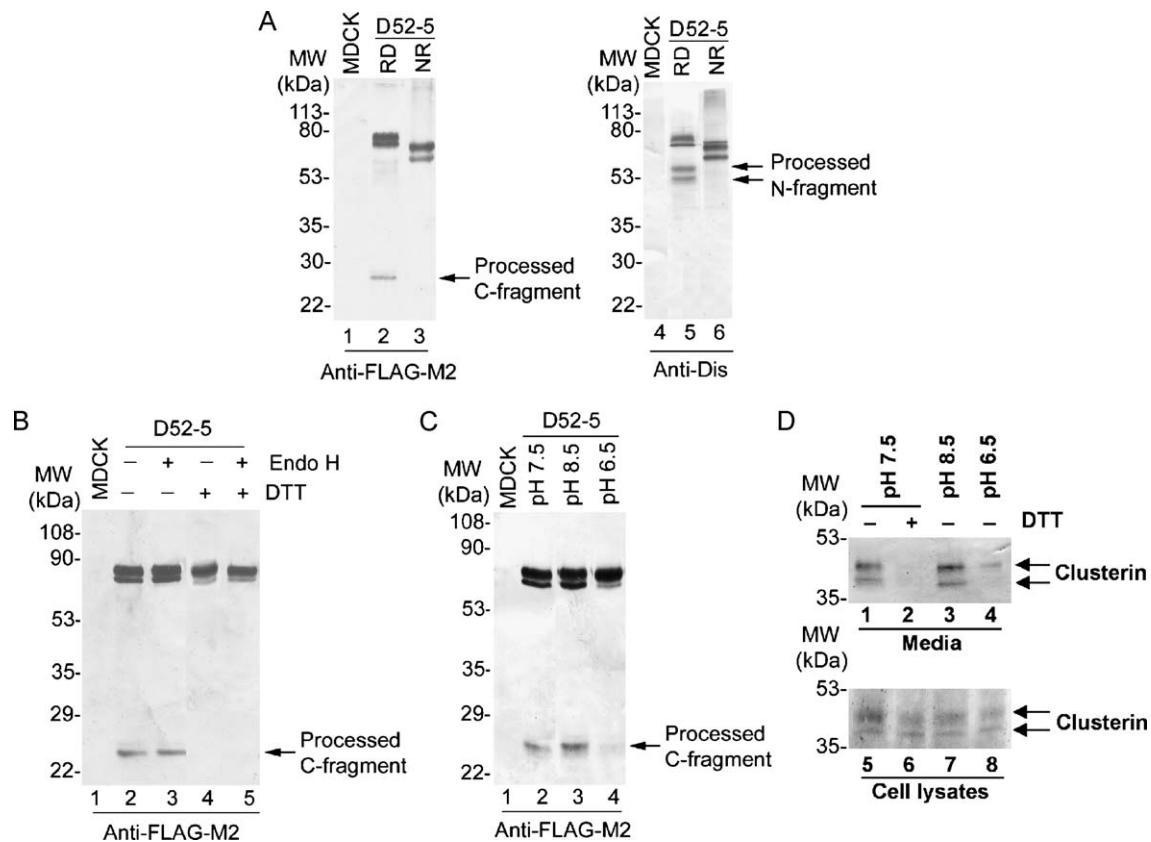 A
D52-5
MW
(kDa)
MDCK
RD
NR
113-
80-
53-
35-
30-
22-
Processed
C-fragment
1 2 3
Anti-FLAG-M2
D52-5
MW
(kDa)
MDCK
RD
NR
113-
80-
53-
35-
30-
22-
Processed
N-fragment
4 5 6
Anti-Dis
B
D52-5
MW
(kDa)
MDCK
– + – + Endo H
– – + + DTT
108-
90-
53-
35-
29-
22-
Processed
C-fragment
1 2 3 4 5
Anti-FLAG-M2
C
D52-5
MW
(kDa)
MDCK
pH 7.5
pH 8.5
pH 6.5
108-
90-
53-
35-
29-
22-
Processed
C-fragment
1 2 3 4
Anti-FLAG-M2
D
MW
(kDa)
pH 7.5
pH 8.5
pH 6.5
– + – – DTT
53-
35-
Clusterin
1 2 3 4
Media
MW
(kDa)
53-
35-
Clusterin
5 6 7 8
Cell lysates